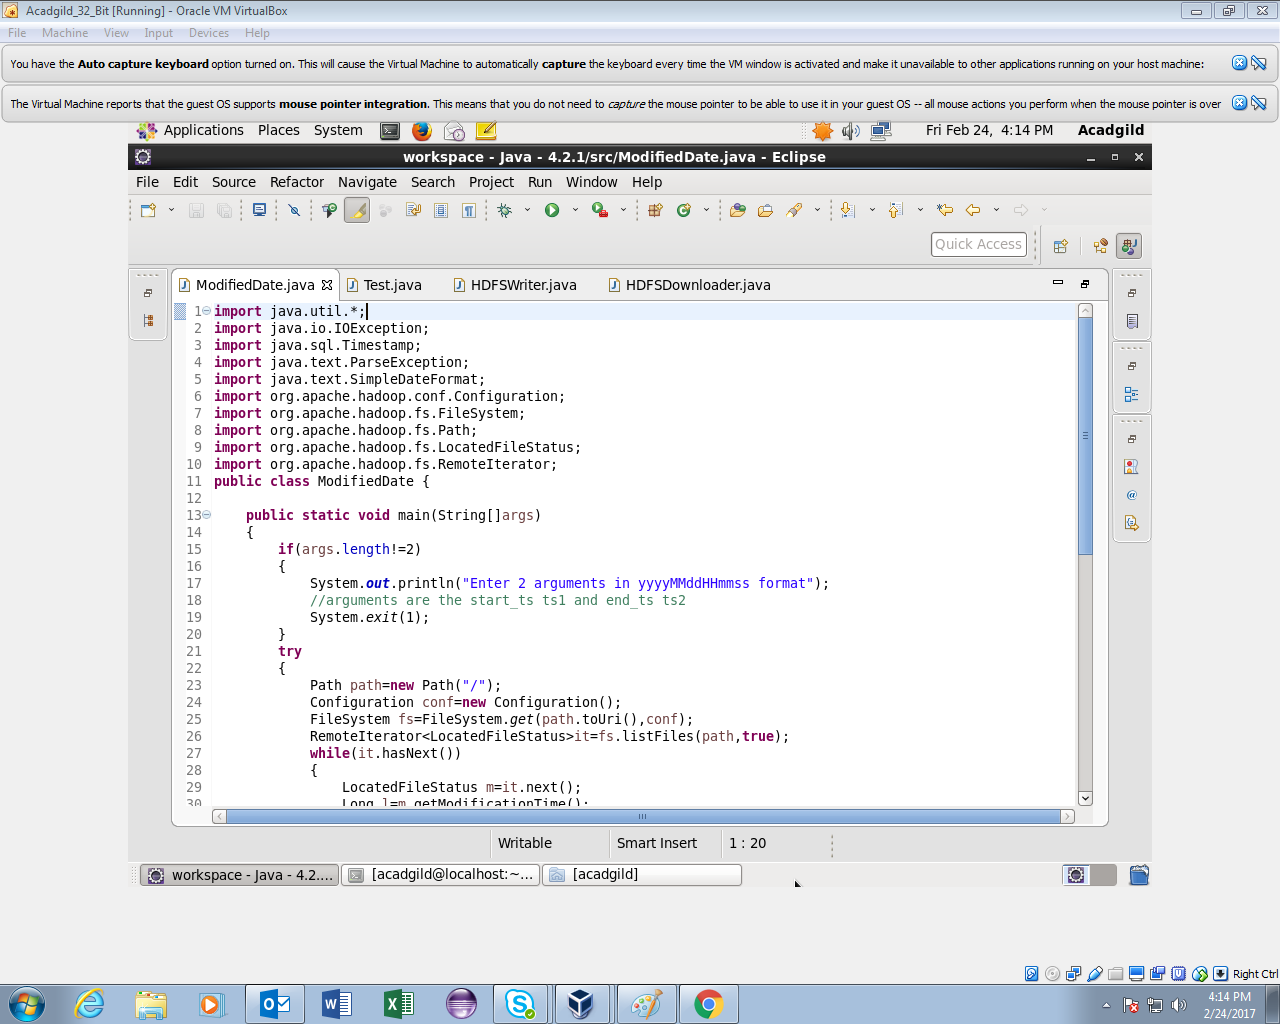 Acadgild_32_Bit [Running] - Oracle VM VirtualBox
File Machine View Input Devices Help
You have the Auto capture keyboard option turned on. This will cause the Virtual Machine to automatically capture the keyboard every time the VM window is activated and make it unavailable to other applications running on your host machine:
The Virtual Machine reports that the guest OS supports mouse pointer integration. This means that you do not need to capture the mouse pointer to be able to use it in your guest OS -- all mouse actions you perform when the mouse pointer is over
Applications Places System Fri Feb 24, 4:14 PM Acadgild
workspace - Java - 4.2.1/src/ModifiedDate.java - Eclipse
File Edit Source Refactor Navigate Search Project Run Window Help
Quick Access
ModifiedDate.java Test.java HDFSWriter.java HDFSDownloader.java
1 import java.util.*;
2 import java.io.IOException;
3 import java.sql.Timestamp;
4 import java.text.ParseException;
5 import java.text.SimpleDateFormat;
6 import org.apache.hadoop.conf.Configuration;
7 import org.apache.hadoop.fs.FileSystem;
8 import org.apache.hadoop.fs.Path;
9 import org.apache.hadoop.fs.LocatedFileStatus;
10 import org.apache.hadoop.fs.RemoteIterator;
11 public class ModifiedDate {
12
13 public static void main(String[]args)
14 {
15 if(args.length!=2)
16 {
17 System.out.println("Enter 2 arguments in yyyyMMddHHmmss format");
18 //arguments are the start_ts ts1 and end_ts ts2
19 System.exit(1);
20 }
21 try
22 {
23 Path path=new Path("/");
24 Configuration conf=new Configuration();
25 FileSystem fs=FileSystem.get(path.toUri(),conf);
26 RemoteIterator<LocatedFileStatus>it=fs.listFiles(path,true);
27 while(it.hasNext())
28 {
29 LocatedFileStatus m=it.next();
30 Long l=m.getModificationTime();
Writable Smart Insert 1 : 20
workspace - Java - 4.2.... [acadgild@localhost:~... [acadgild]
Right Ctrl
4:14 PM
2/24/2017